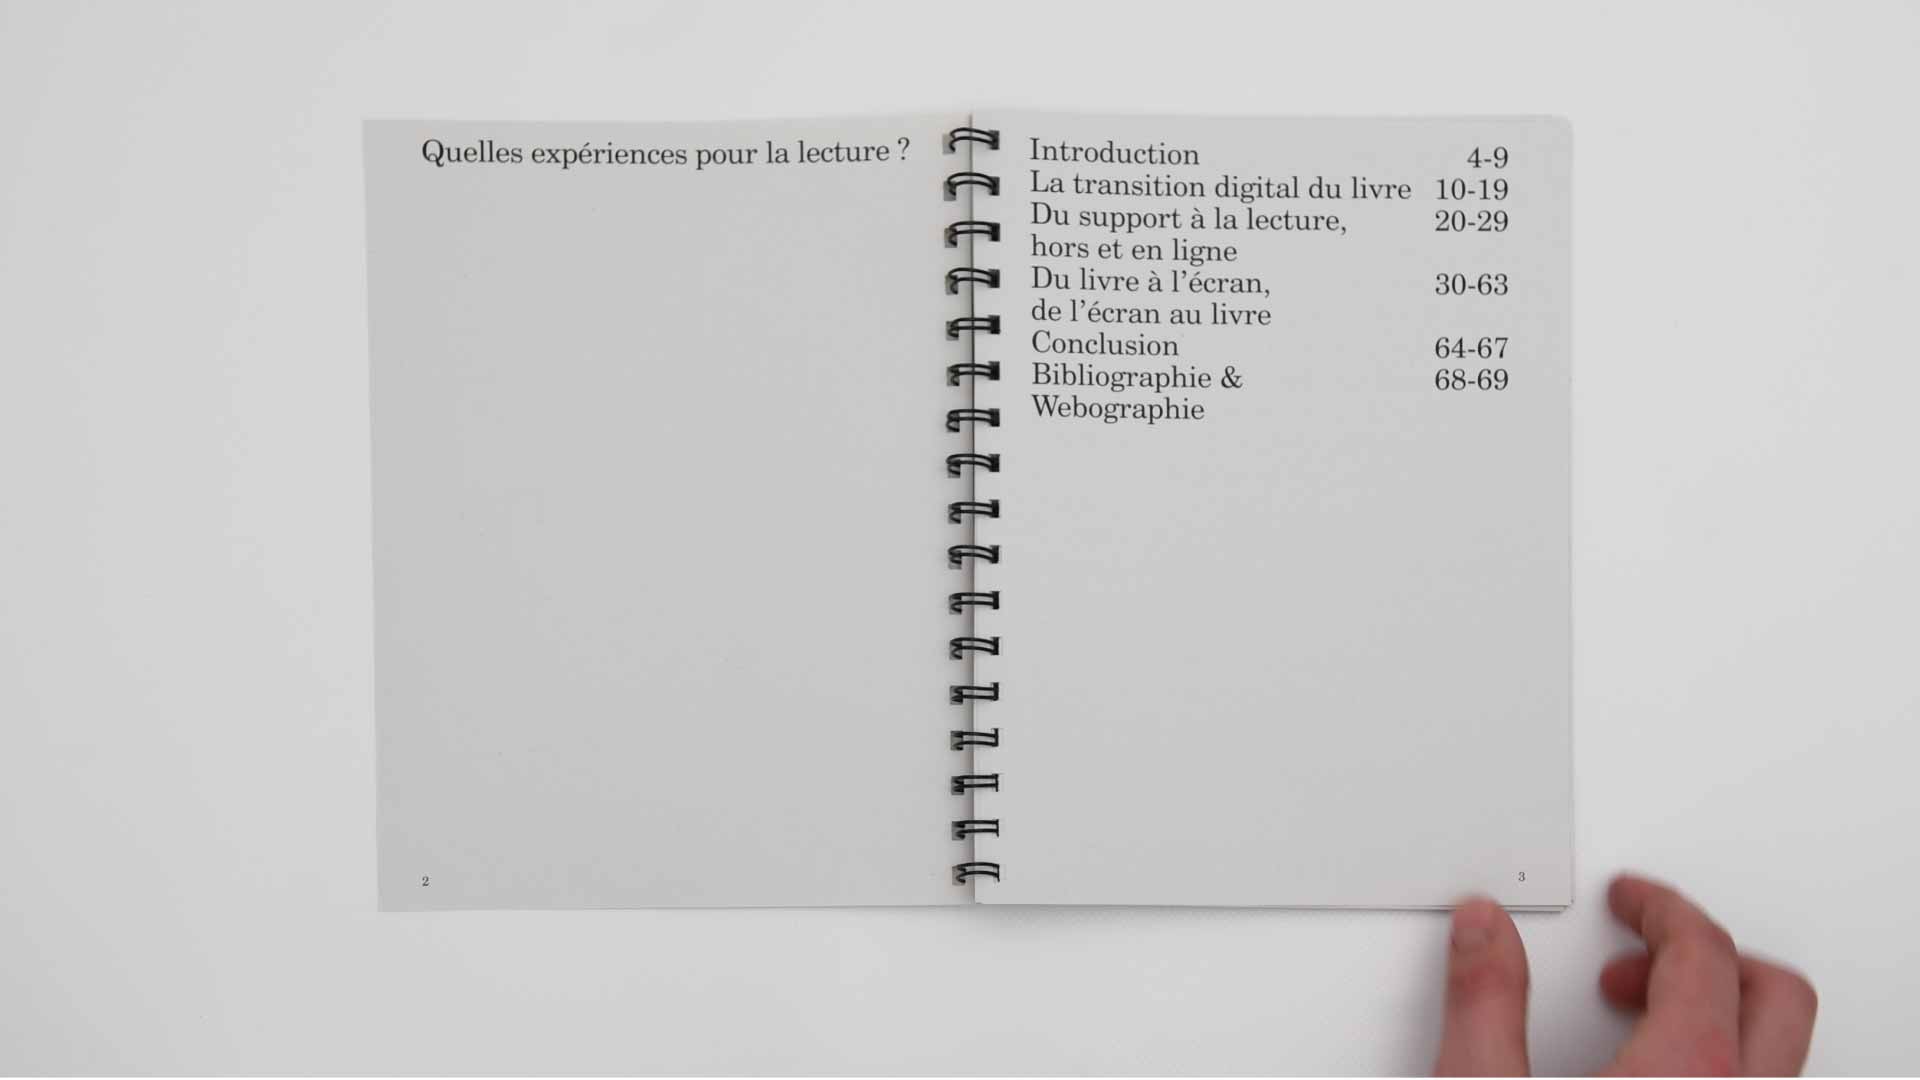 Quelles expériences pour la lecture ?
2
Introduction 4-9
La transition digital du livre 10-19
Du support à la lecture, 20-29
hors et en ligne
Du livre à l’écran, 30-63
de l’écran au livre
Conclusion 64-67
Bibliographie & 68-69
Webographie
3